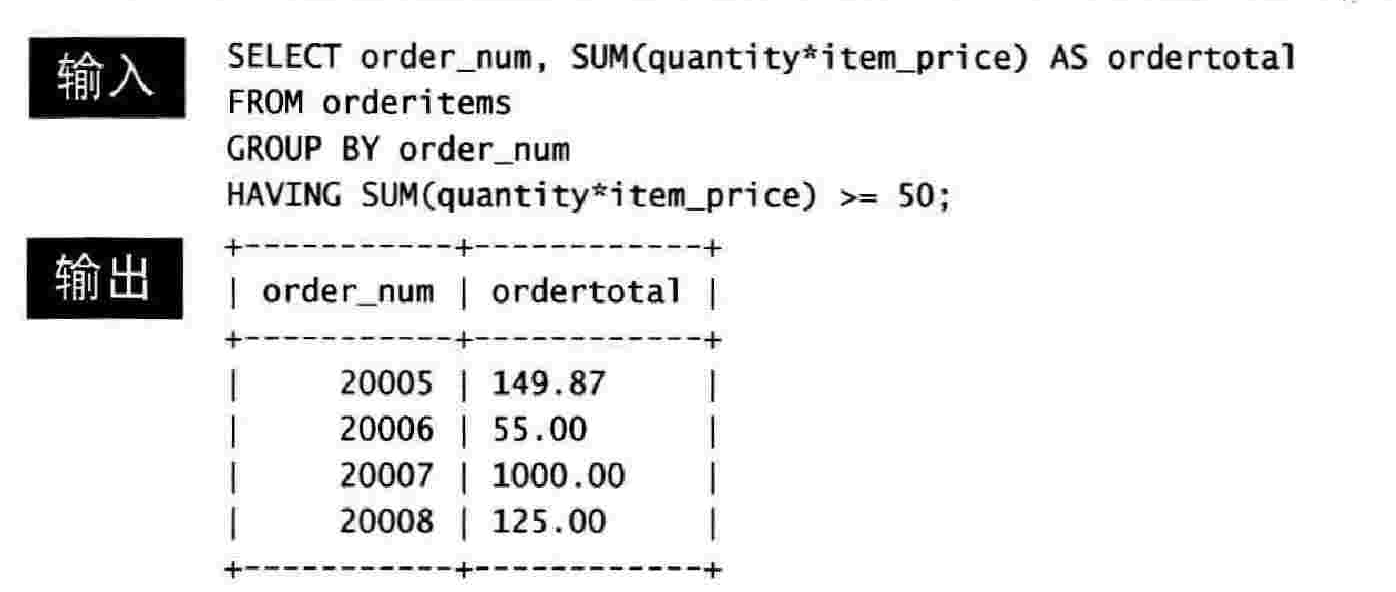 输入
SELECT order_num, SUM(quantity*item_price) AS ordertotal
FROM orderitems
GROUP BY order_num
HAVING SUM(quantity*item_price) >= 50;
输出
+-----------+------------+
| order_num | ordertotal |
+-----------+------------+
|     20005 | 149.87     |
|     20006 | 55.00      |
|     20007 | 1000.00    |
|     20008 | 125.00     |
+-----------+------------+